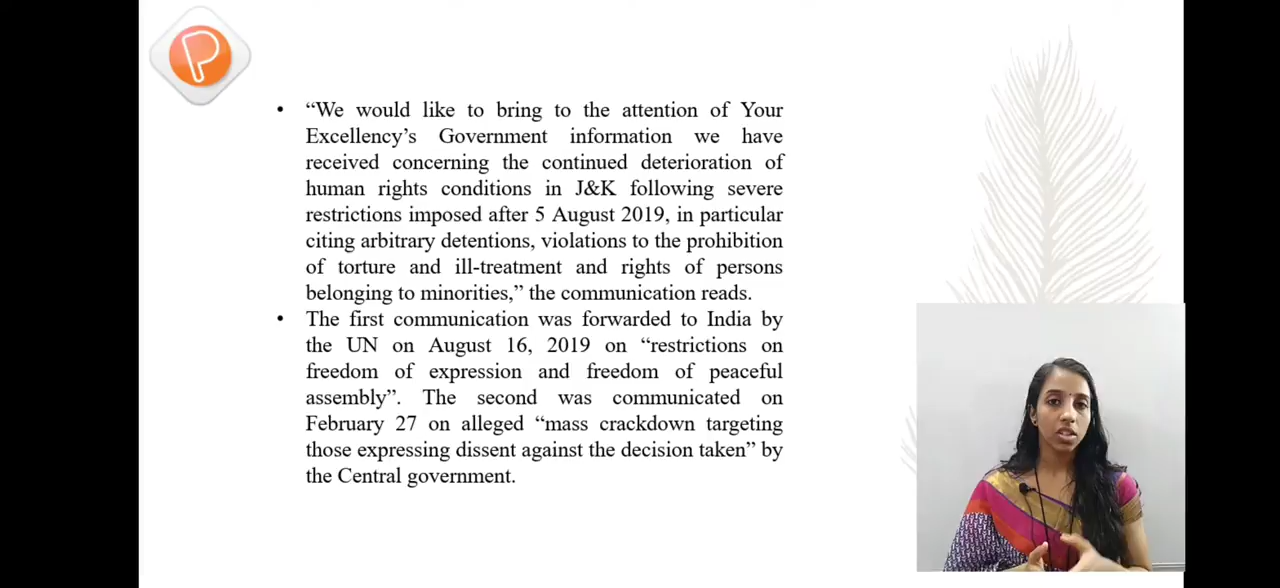 P
• “We would like to bring to the attention of Your
Excellency’s Government information we have
received concerning the continued deterioration of
human rights conditions in J&K following severe
restrictions imposed after 5 August 2019, in particular
citing arbitrary detentions, violations to the prohibition
of torture and ill-treatment and rights of persons
belonging to minorities,” the communication reads.
• The first communication was forwarded to India by
the UN on August 16, 2019 on “restrictions on
freedom of expression and freedom of peaceful
assembly”. The second was communicated on
February 27 on alleged “mass crackdown targeting
those expressing dissent against the decision taken” by
the Central government.